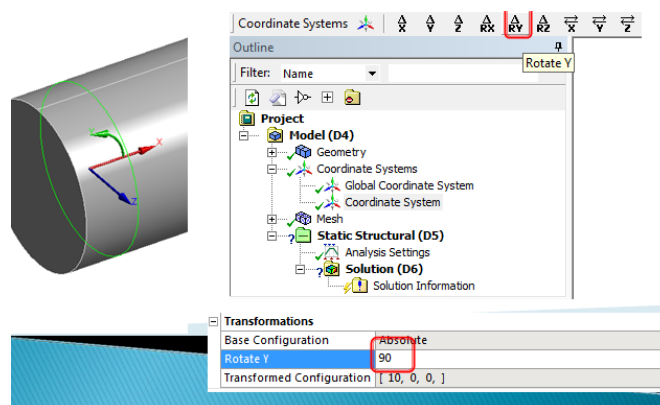 Coordinate Systems X Y Z RX RY RZ X Y Z
Outline
Rotate Y
Filter: Name
Project
Model (D4)
Geometry
Coordinate Systems
Global Coordinate System
Coordinate System
Mesh
Static Structural (D5)
Analysis Settings
Solution (D6)
Solution Information
X
Z
Transformations
Base Configuration Absolute
Rotate Y 90
Transformed Configuration [ 10, 0, 0, ]